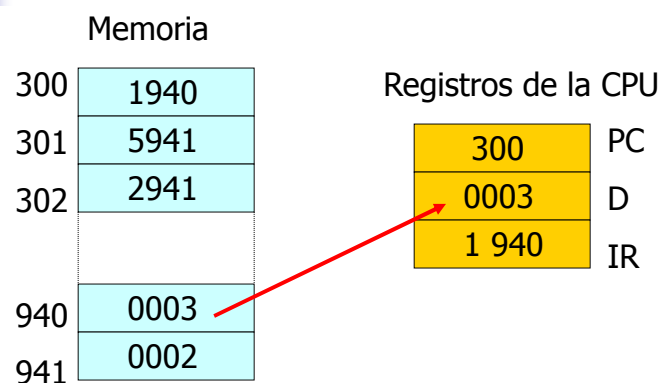 Memoria
300 1940
301 5941
302 2941
940 0003
941 0002
Registros de la CPU
300 PC
0003 D
1 940 IR